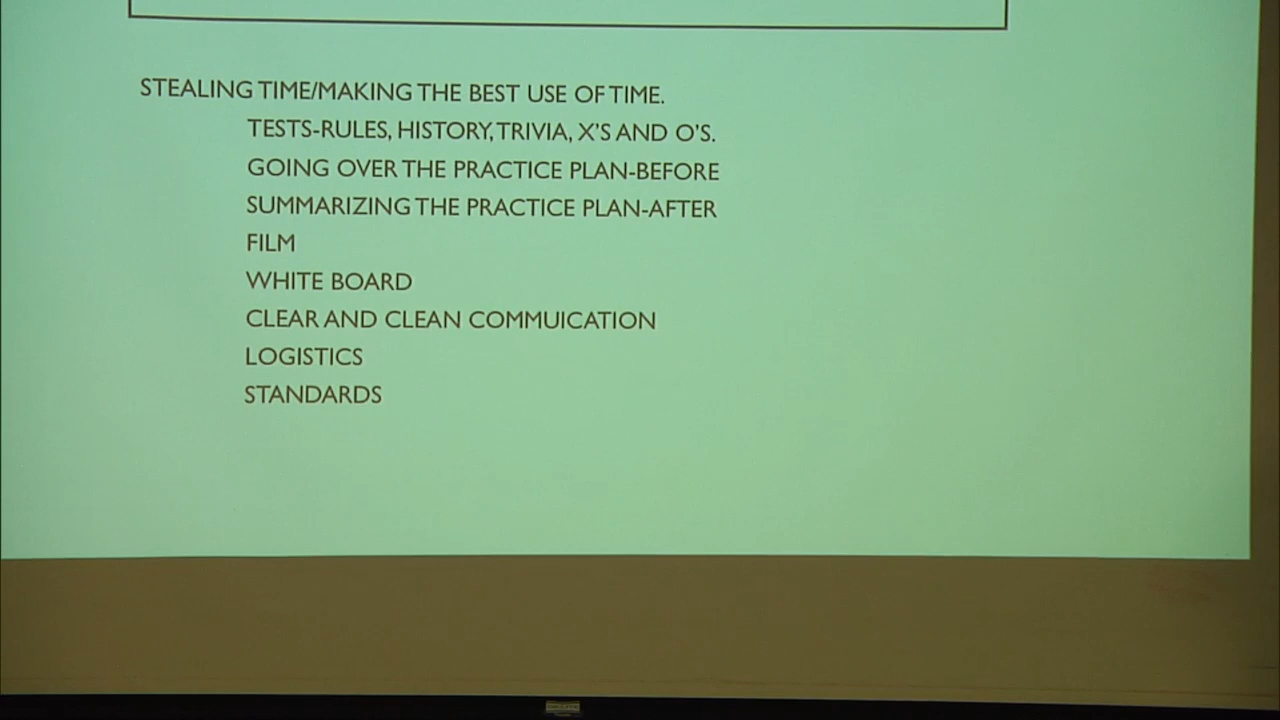 STEALING TIME/MAKING THE BEST USE OF TIME.
TESTS-RULES, HISTORY, TRIVIA, X'S AND O'S.
GOING OVER THE PRACTICE PLAN-BEFORE
SUMMARIZING THE PRACTICE PLAN-AFTER
FILM
WHITE BOARD
CLEAR AND CLEAN COMMUICATION
LOGISTICS
STANDARDS